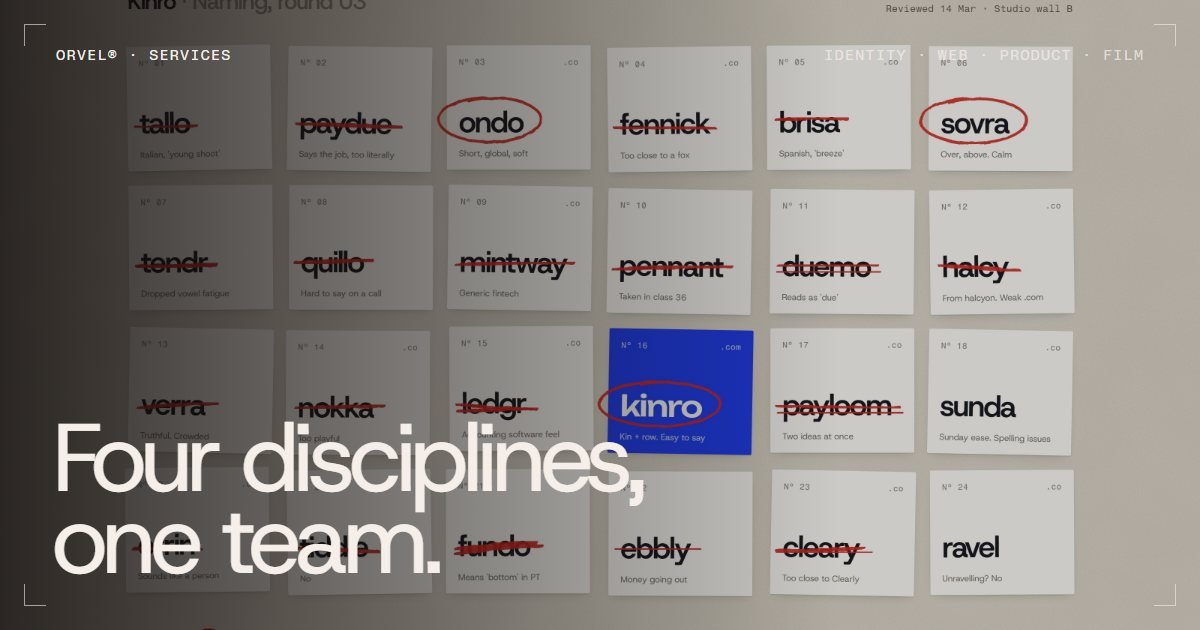 Kinro · Naming, round 03
Reviewed 14 Mar · Studio wall B
ORVEL® · SERVICES
IDENTITY · WEB · PRODUCT · FILM
Nº 02
Nº 03 .co
Nº 04 .co
Nº 05 .co
Nº 06
tallo
paydue
ondo
fennick
brisa
sovra
Italian, 'young shoot'
Says the job, too literally
Short, global, soft
Too close to a fox
Spanish, 'breeze'
Over, above. Calm
Nº 07
Nº 08
Nº 09 .co
Nº 10
Nº 11
Nº 12 .co
tendr
quillo
mintway
pennant
duemo
halcy
Dropped vowel fatigue
Hard to say on a call
Generic fintech
Taken in class 36
Reads as 'due'
From halcyon. Weak .com
Nº 13
Nº 14 .co
Nº 15 .co
Nº 16 .com
Nº 17 .co
Nº 18 .co
verra
nokka
ledgr
kinro
payloom
sunda
Truthful. Crowded
Too playful
Accounting software feel
Kin + row. Easy to say
Two ideas at once
Sunday ease. Spelling issues
Four disciplines,
one team.
Nº 23 .co
Nº 24 .co
fundo
ebbly
cleary
ravel
Sounds like a person
No
Means 'bottom' in PT
Money going out
Too close to Clearly
Unravelling? No